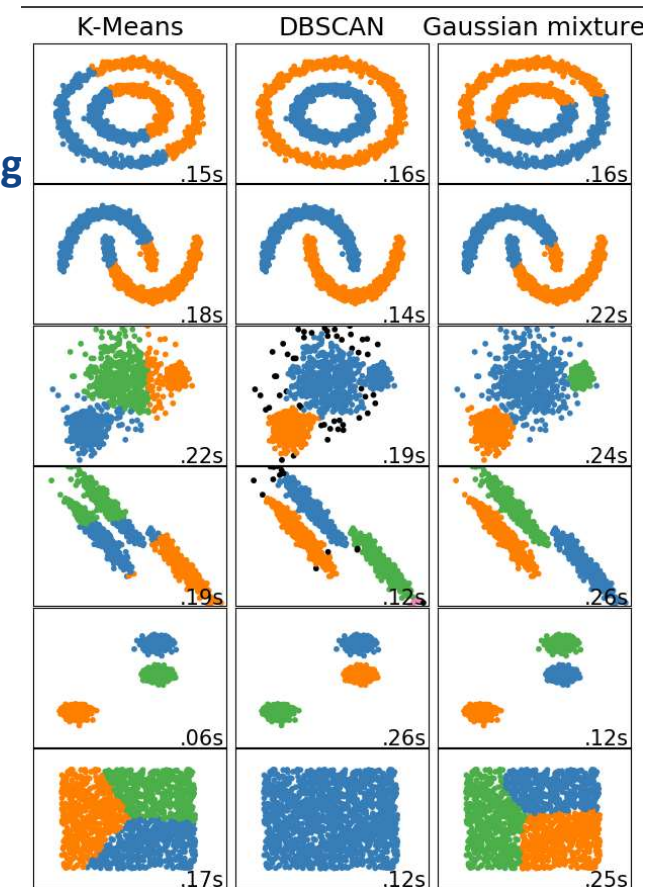 K-Means DBSCAN Gaussian mixture
g
.15s .16s .16s
.18s .14s .22s
.22s .19s .24s
.19s .12s .26s
.06s .26s .12s
.17s .12s .25s